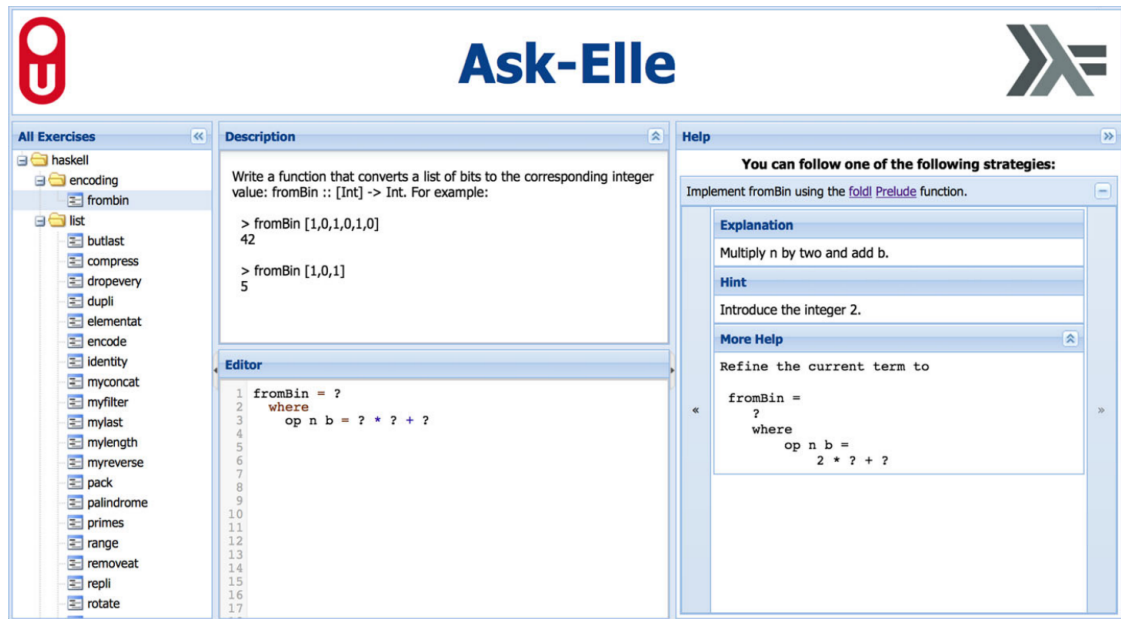 U
Ask-Elle
All Exercises
haskell
encoding
frombin
list
butlast
compress
dropevery
dupli
elementat
encode
identity
myconcat
myfilter
mylast
mylength
myreverse
pack
palindrome
primes
range
removeat
repli
rotate
Description
Write a function that converts a list of bits to the corresponding integer
value: fromBin :: [Int] -> Int. For example:
> fromBin [1,0,1,0,1,0]
42
> fromBin [1,0,1]
5
Editor
1 fromBin = ?
2 where
3 op n b = ? * ? + ?
4
5
6
7
8
9
10
11
12
13
14
15
16
17
Help
You can follow one of the following strategies:
Implement fromBin using the foldl Prelude function.
Explanation
Multiply n by two and add b.
Hint
Introduce the integer 2.
More Help
Refine the current term to
fromBin =
?
where
op n b =
2 * ? + ?